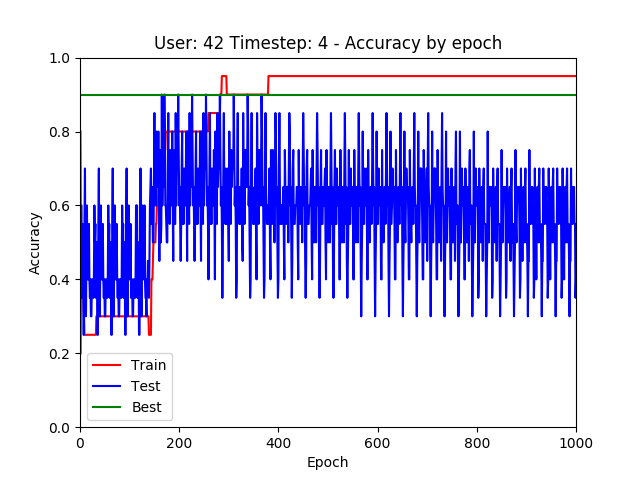 User: 42 Timestep: 4 - Accuracy by epoch
1.0
0.8
0.6
0.4
0.2
0.0
Accuracy
Train
Test
Best
0 200 400 600 800 1000
Epoch